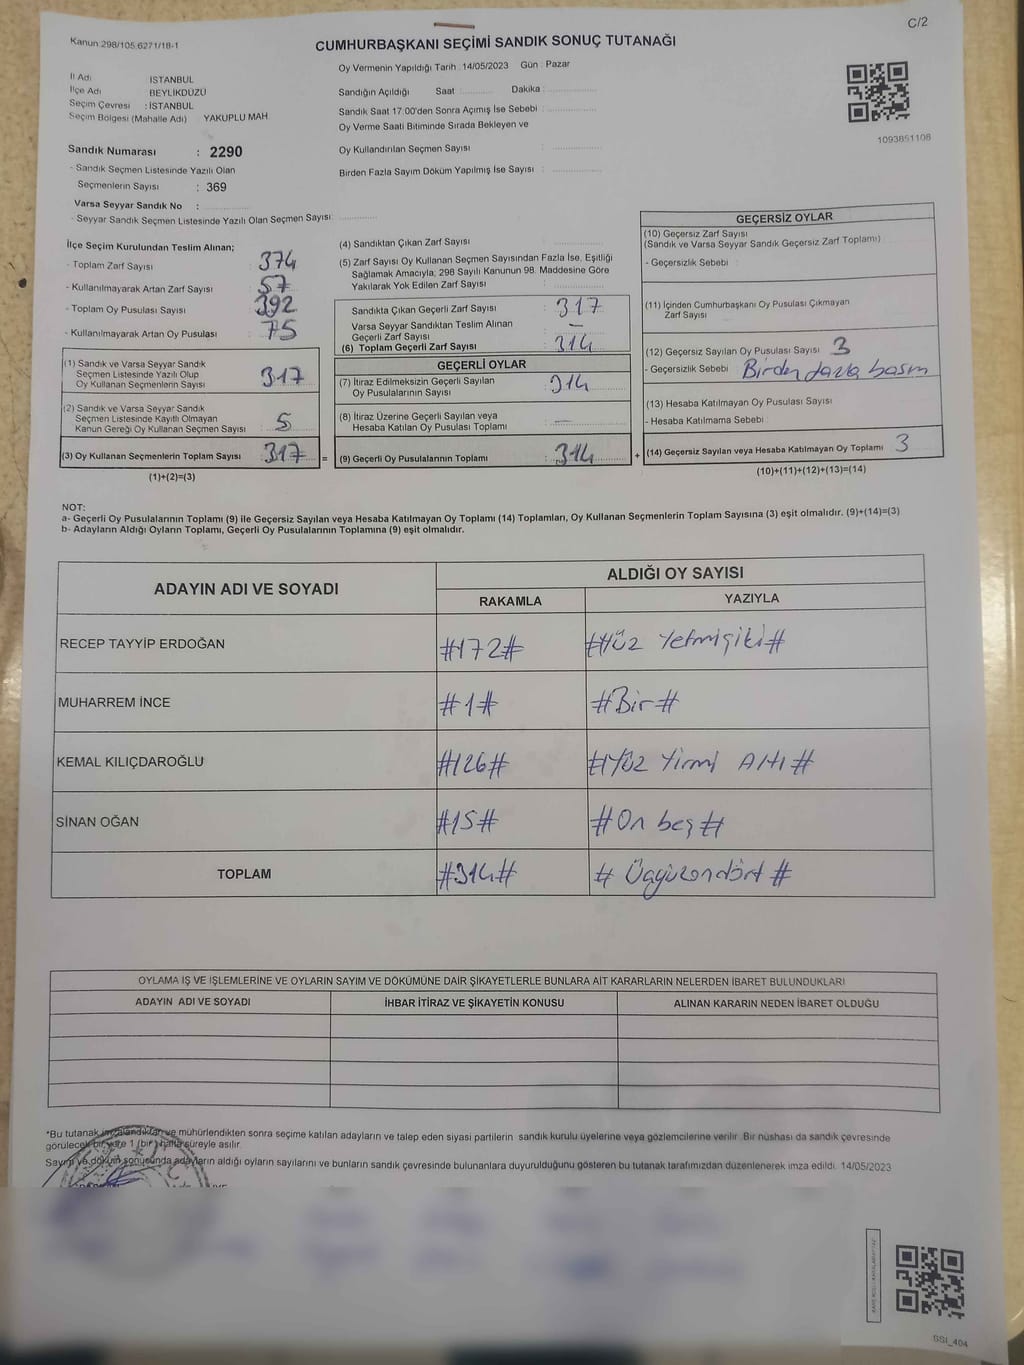 C/2
Kanun 298/105.6271/18-1
CUMHURBAŞKANI SEÇİMİ SANDIK SONUÇ TUTANAĞI
İl Adı İSTANBUL
İlçe Adı BEYLİKDÜZÜ
Seçim Çevresi : İSTANBUL
Seçim Bölgesi (Mahalle Adı) YAKUPLU MAH
Sandık Numarası : 2290
- Sandık Seçmen Listesinde Yazılı Olan
Seçmenlerin Sayısı : 369
Varsa Seyyar Sandık No :
- Seyyar Sandık Seçmen Listesinde Yazılı Olan Seçmen Sayısı:
Oy Vermenin Yapıldığı Tarih : 14/05/2023 Gün : Pazar
Sandığın Açıldığı Saat : Dakika :
Sandık Saat 17:00'den Sonra Açımış İse Sebebi :
Oy Verme Saati Bitiminde Sırada Bekleyen ve
Oy Kullandırılan Seçmen Sayısı :
Birden Fazla Sayım Döküm Yapılmış İse Sayısı :
1093851108
İlçe Seçim Kurulundan Teslim Alınan;
- Toplam Zarf Sayısı : 374
- Kullanılmayarak Artan Zarf Sayısı : 57
- Toplam Oy Pusulası Sayısı : 392
- Kullanılmayarak Artan Oy Pusulası : 75
(1) Sandık ve Varsa Seyyar Sandık
Seçmen Listesinde Yazılı Olup
Oy Kullanan Seçmenlerin Sayısı : 317
(2) Sandık ve Varsa Seyyar Sandık
Seçmen Listesinde Kayıtlı Olmayan
Kanun Gereği Oy Kullanan Seçmen Sayısı : 5
(3) Oy Kullanan Seçmenlerin Toplam Sayısı : 317 =
(1)+(2)=(3)
(4) Sandıktan Çıkan Zarf Sayısı :
(5) Zarf Sayısı Oy Kullanan Seçmen Sayısından Fazla İse, Eşitliği
Sağlamak Amacıyla, 298 Sayılı Kanunun 98. Maddesine Göre
Yakılarak Yok Edilen Zarf Sayısı :
Sandıkta Çıkan Geçerli Zarf Sayısı : 317
Varsa Seyyar Sandıktan Teslim Alınan
Geçerli Zarf Sayısı : —
(6) Toplam Geçerli Zarf Sayısı : 314
GEÇERLİ OYLAR
(7) İtiraz Edilmeksizin Geçerli Sayılan
Oy Pusulalarının Sayısı : 314
(8) İtiraz Üzerine Geçerli Sayılan veya
Hesaba Katılan Oy Pusulası Toplamı : —
(9) Geçerli Oy Pusulalarının Toplamı : 314 +
GEÇERSİZ OYLAR
(10) Geçersiz Zarf Sayısı
(Sandık ve Varsa Seyyar Sandık Geçersiz Zarf Toplamı)
- Geçersizlik Sebebi :
(11) İçinden Cumhurbaşkanı Oy Pusulası Çıkmayan
Zarf Sayısı
(12) Geçersiz Sayılan Oy Pusulası Sayısı : 3
- Geçersizlik Sebebi : Birden fazla basım
(13) Hesaba Katılmayan Oy Pusulası Sayısı
- Hesaba Katılmama Sebebi :
(14) Geçersiz Sayılan veya Hesaba Katılmayan Oy Toplamı 3
(10)+(11)+(12)+(13)=(14)
NOT:
a- Geçerli Oy Pusulalarının Toplamı (9) ile Geçersiz Sayılan veya Hesaba Katılmayan Oy Toplamı (14) Toplamları, Oy Kullanan Seçmenlerin Toplam Sayısına (3) eşit olmalıdır. (9)+(14)=(3)
b- Adayların Aldığı Oyların Toplamı, Geçerli Oy Pusulalarının Toplamına (9) eşit olmalıdır.
ADAYIN ADI VE SOYADI ALDIĞI OY SAYISI
RAKAMLA YAZIYLA
RECEP TAYYİP ERDOĞAN #172# #Yüz Yetmişiki#
MUHARREM İNCE #1# #Bir#
KEMAL KILIÇDAROĞLU #126# #Yüz Yirmi Altı#
SİNAN OĞAN #15# #On beş#
TOPLAM #314# # Üçyüzondört #
OYLAMA İŞ VE İŞLEMLERİNE VE OYLARIN SAYIM VE DÖKÜMÜNE DAİR ŞİKAYETLERLE BUNLARA AİT KARARLARIN NELERDEN İBARET BULUNDUKLARI
ADAYIN ADI VE SOYADI İHBAR İTİRAZ VE ŞİKAYETİN KONUSU ALINAN KARARIN NEDEN İBARET OLDUĞU
*Bu tutanak imzalandıktan ve mühürlendikten sonra seçime katılan adayların ve talep eden siyasi partilerin sandık kurulu üyelerine veya gözlemcilerine verilir. Bir nüshası da sandık çevresinde
görülecek bir yere 1 (bir) hafta süreyle asılır.
Sayım ve döküm sonucunda adayların aldığı oyların sayılarını ve bunların sandık çevresinde bulunanlara duyurulduğunu gösteren bu tutanak tarafımızdan düzenlenerek imza edildi. 14/05/2023
SSI_404